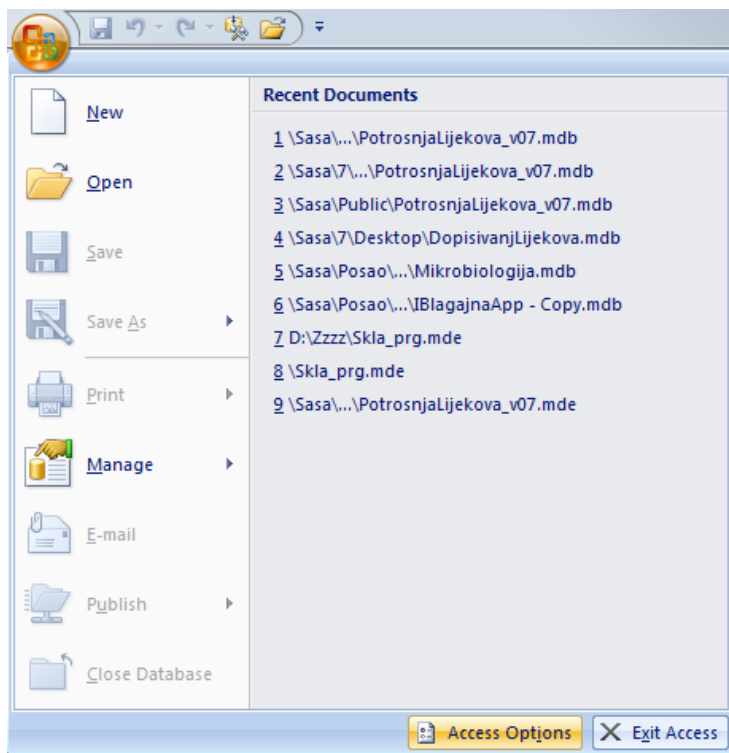 New
Open
Save
Save As
Print
Manage
E-mail
Publish
Close Database
Recent Documents
1 \Sasa\...\PotrosnjaLijekova_v07.mdb
2 \Sasa\7\...\PotrosnjaLijekova_v07.mdb
3 \Sasa\Public\PotrosnjaLijekova_v07.mdb
4 \Sasa\7\Desktop\DopisivanjLijekova.mdb
5 \Sasa\Posao\...\Mikrobiologija.mdb
6 \Sasa\Posao\...\IBlagajnaApp - Copy.mdb
7 D:\Zzzz\Skla_prg.mde
8 \Skla_prg.mde
9 \Sasa\...\PotrosnjaLijekova_v07.mde
Access Options
Exit Access